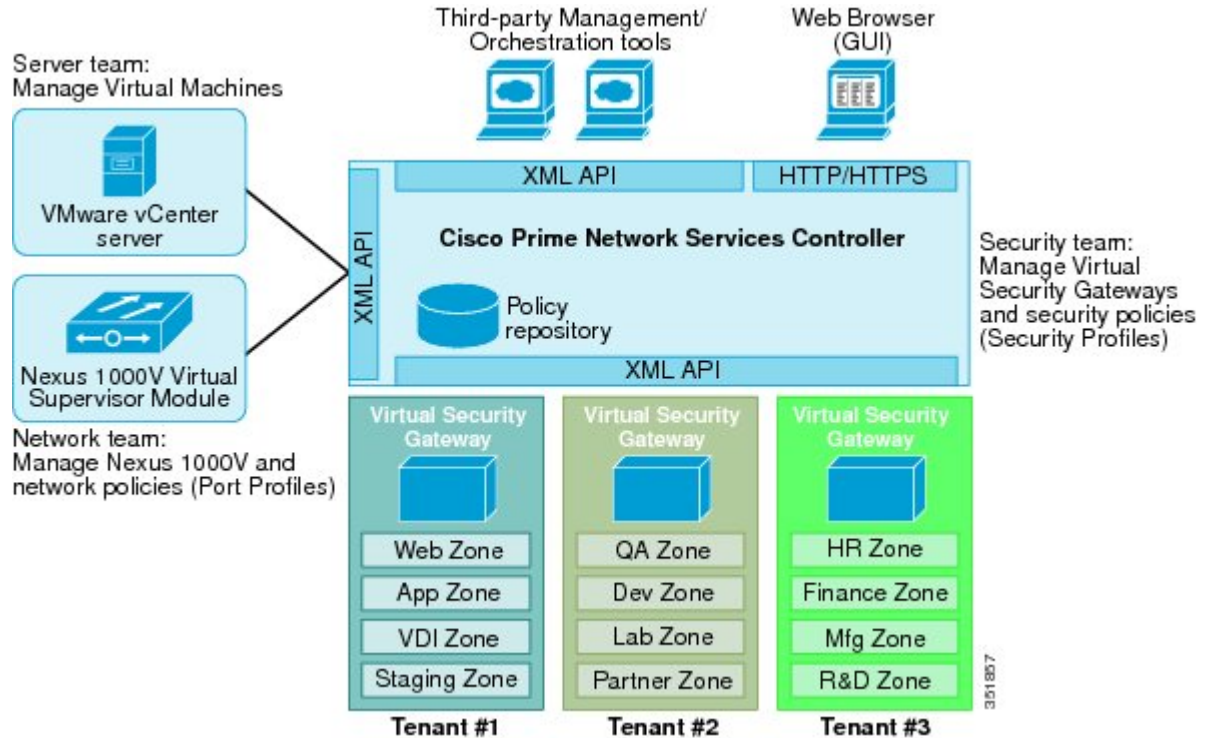 Third-party Management/
Orchestration tools
Web Browser
(GUI)
Server team:
Manage Virtual Machines
VMware vCenter
server
Nexus 1000V Virtual
Supervisor Module
Network team:
Manage Nexus 1000V and
network policies (Port Profiles)
XML API
HTTP/HTTPS
XML API
Cisco Prime Network Services Controller
Policy
repository
XML API
Security team:
Manage Virtual
Security Gateways
and security policies
(Security Profiles)
Virtual Security
Gateway
Web Zone
App Zone
VDI Zone
Staging Zone
Tenant #1
Virtual Security
Gateway
QA Zone
Dev Zone
Lab Zone
Partner Zone
Tenant #2
Virtual Security
Gateway
HR Zone
Finance Zone
Mfg Zone
R&D Zone
Tenant #3
351857